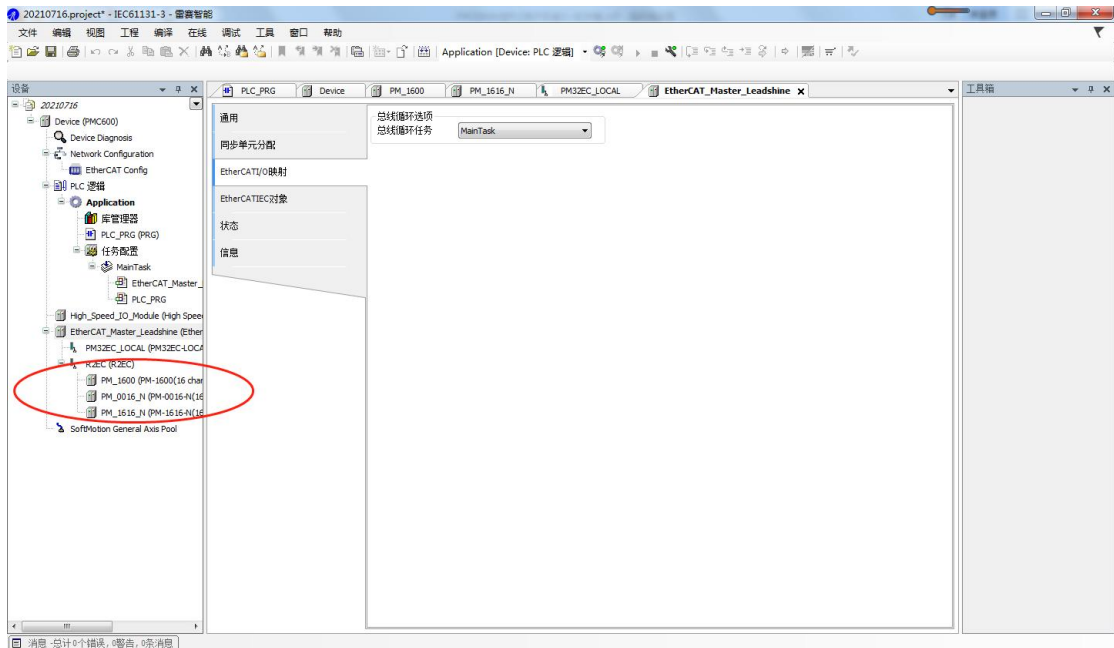 20210716.project* - IEC61131-3 - 雷赛智能
文件 编辑 视图 工程 编译 在线 调试 工具 窗口 帮助
Application [Device: PLC 逻辑]
设备
PLC_PRG Device PM_1600 PM_1616_N PM32EC_LOCAL EtherCAT_Master_Leadshine
工具箱
20210716
Device (PMC600)
Device Diagnosis
Network Configuration
EtherCAT Config
PLC 逻辑
Application
库管理器
PLC_PRG (PRG)
任务配置
MainTask
EtherCAT_Master_
PLC_PRG
High_Speed_IO_Module (High Spee
EtherCAT_Master_Leadshine (Ether
PM32EC_LOCAL (PM32EC-LOCA
R2EC (R2EC)
PM_1600 (PM-1600(16 char
PM_0016_N (PM-0016-N(16
PM_1616_N (PM-1616-N(16
SoftMotion General Axis Pool
通用
同步单元分配
EtherCATI/O映射
EtherCATIEC对象
状态
信息
总线循环选项
总线循环任务 MainTask
消息 -总计0个错误, 0警告, 0条消息